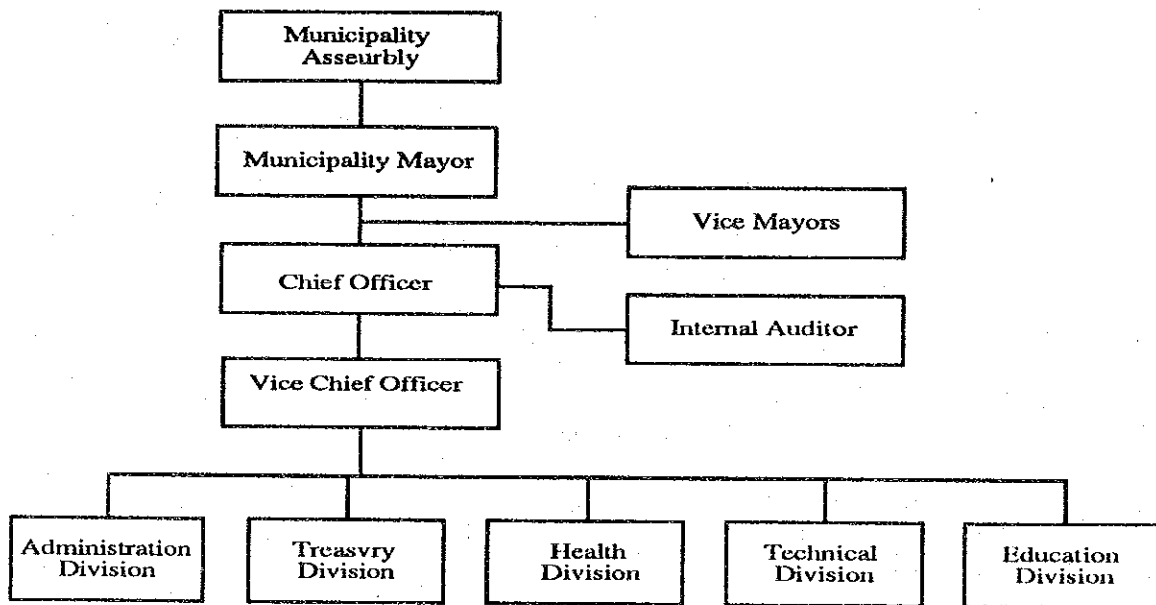 Municipality
Asseurbly
Municipality Mayor
Vice Mayors
Chief Officer
Internal Auditor
Vice Chief Officer
Administration
Division
Treasvry
Division
Health
Division
Technical
Division
Education
Division